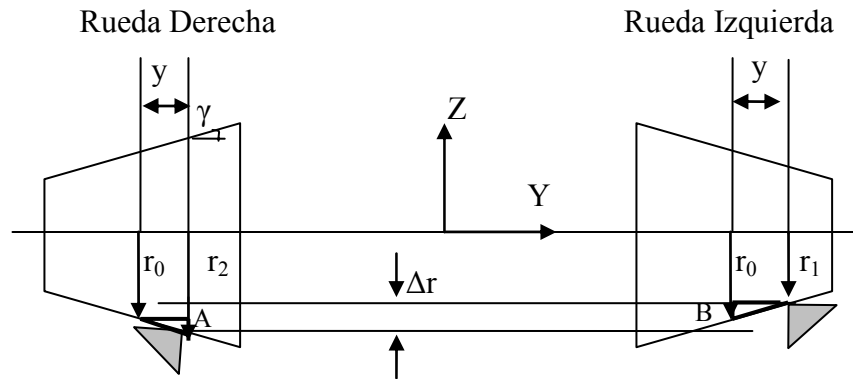 Rueda Derecha
Rueda Izquierda
y
y
γ
Z
Y
r₀
r₂
Δr
r₀
r₁
A
B